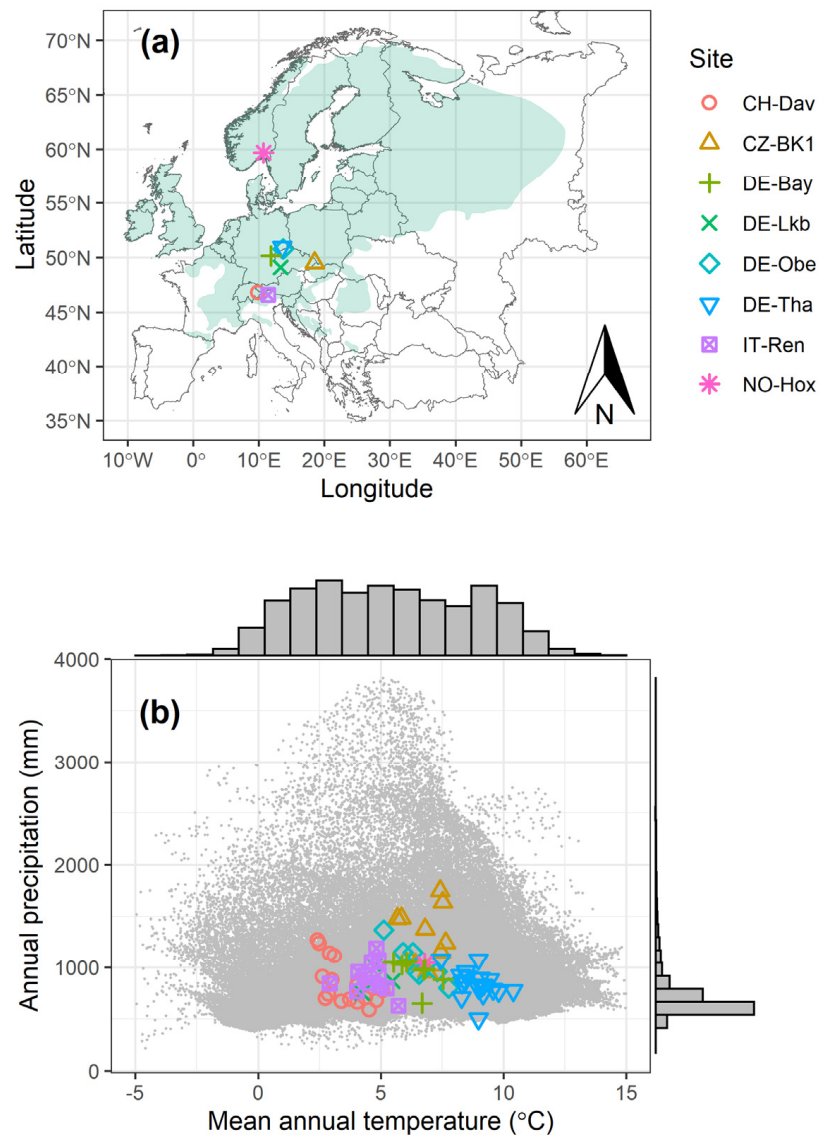 (a)
70°N
65°N
60°N
55°N
50°N
45°N
40°N
35°N
Latitude
N
10°W 0° 10°E 20°E 30°E 40°E 50°E 60°E
Longitude
Site
CH-Dav
CZ-BK1
DE-Bay
DE-Lkb
DE-Obe
DE-Tha
IT-Ren
NO-Hox
(b)
4000
3000
2000
1000
0
Annual precipitation (mm)
-5 0 5 10 15
Mean annual temperature (°C)